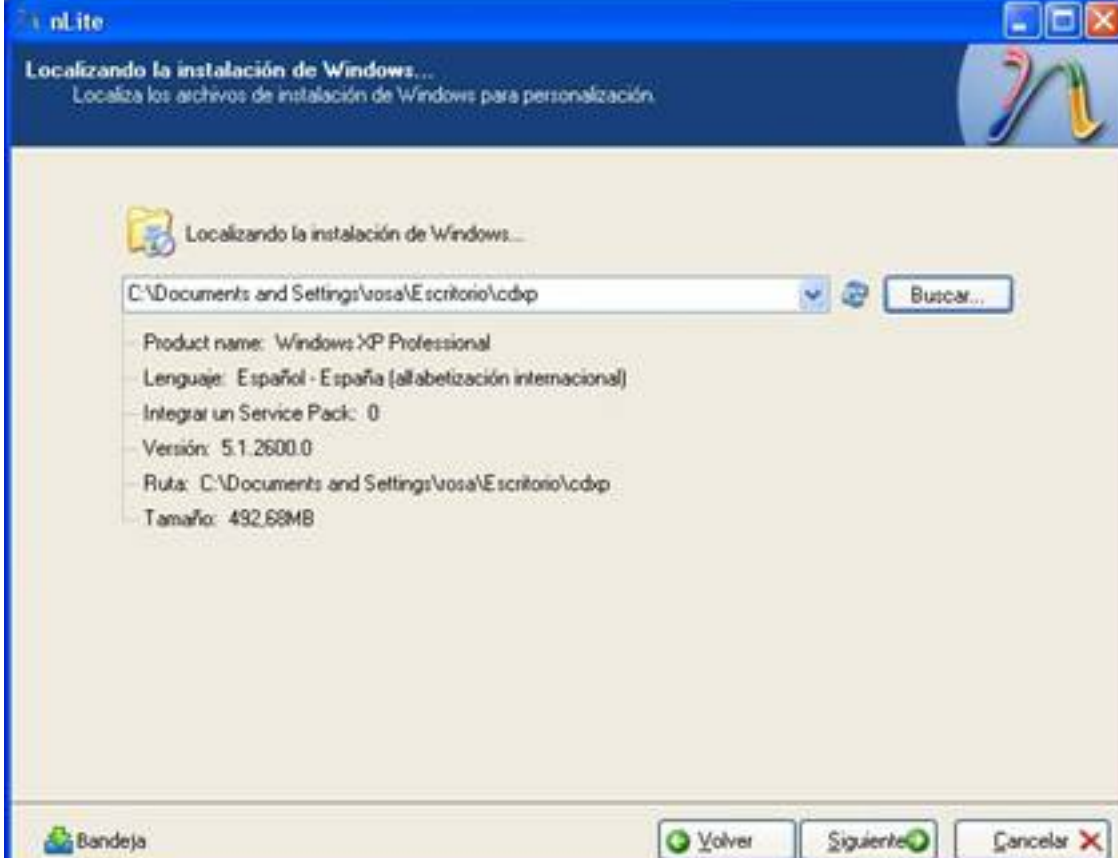 nLite
Localizando la instalación de Windows...
Localiza los archivos de instalación de Windows para personalización.
Localizando la instalación de Windows...
C:\Documents and Settings\rosa\Escritorio\cdxp
Buscar...
Product name: Windows XP Professional
Lenguaje: Español - España (alfabetización internacional)
Integrar un Service Pack: 0
Versión: 5.1.2600.0
Ruta: C:\Documents and Settings\rosa\Escritorio\cdxp
Tamaño: 492,68MB
Bandeja
Volver
Siguiente
Cancelar